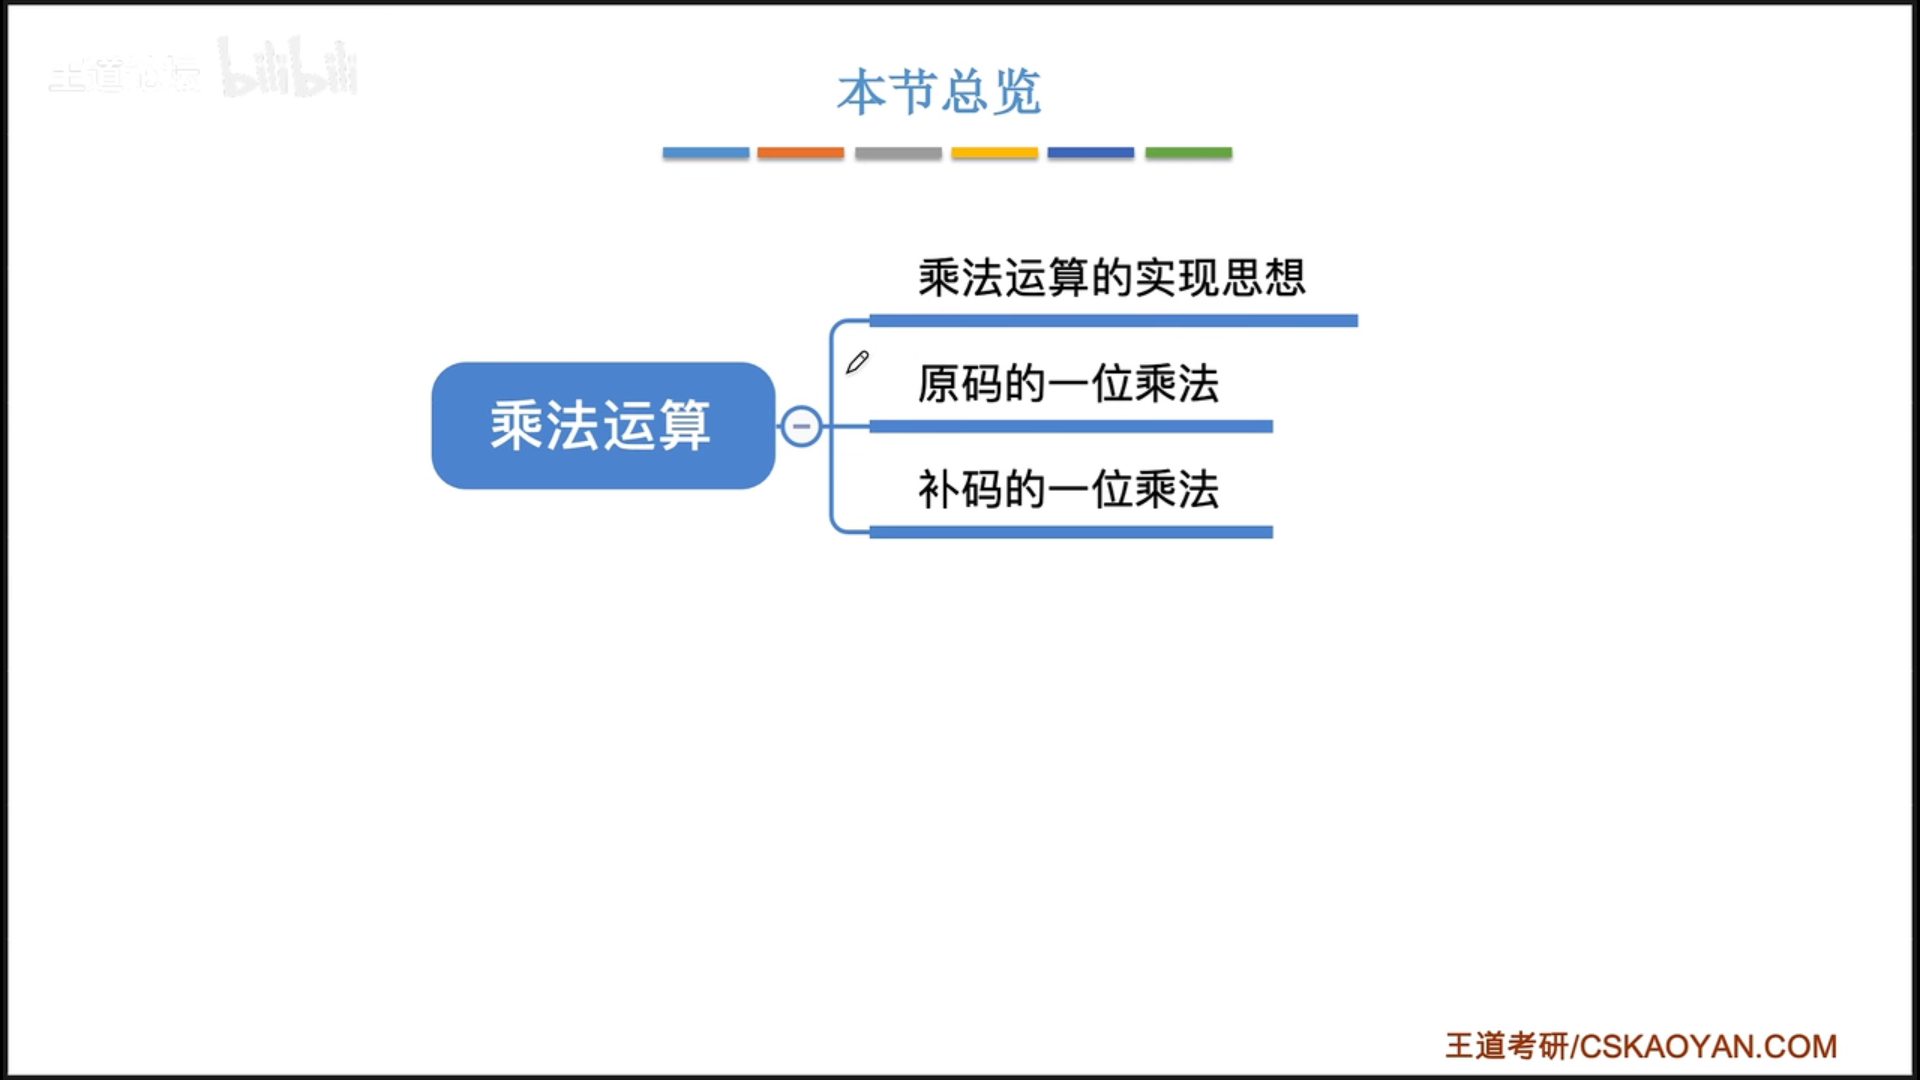 王道论坛 bilibili
本节总览
乘法运算的实现思想
原码的一位乘法
乘法运算
补码的一位乘法
王道考研/CSKAOYAN.COM